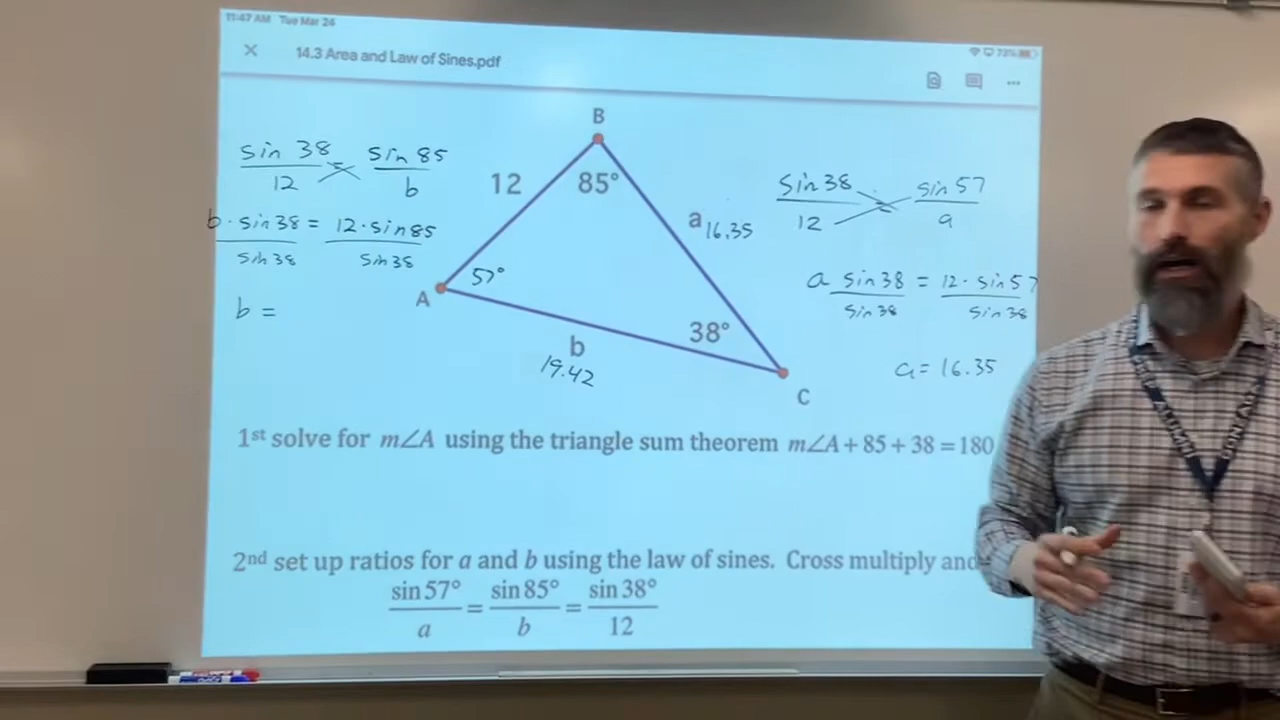 11:47 AM Tue Mar 24
73%
14.3 Area and Law of Sines.pdf
B
sin 38 / 12 = sin 85 / b
12
85°
sin 38 / 12 = sin 57 / a
a 16.35
b · sin 38 = 12 · sin 85
sin 38 sin 38
57°
A
a sin 38 = 12 · sin 57
sin 38 sin 38
b =
38°
b
19.42
C
a = 16.35
1st solve for m∠A using the triangle sum theorem m∠A + 85 + 38 = 180
2nd set up ratios for a and b using the law of sines. Cross multiply and
sin 57° / a = sin 85° / b = sin 38° / 12
ALUMNI